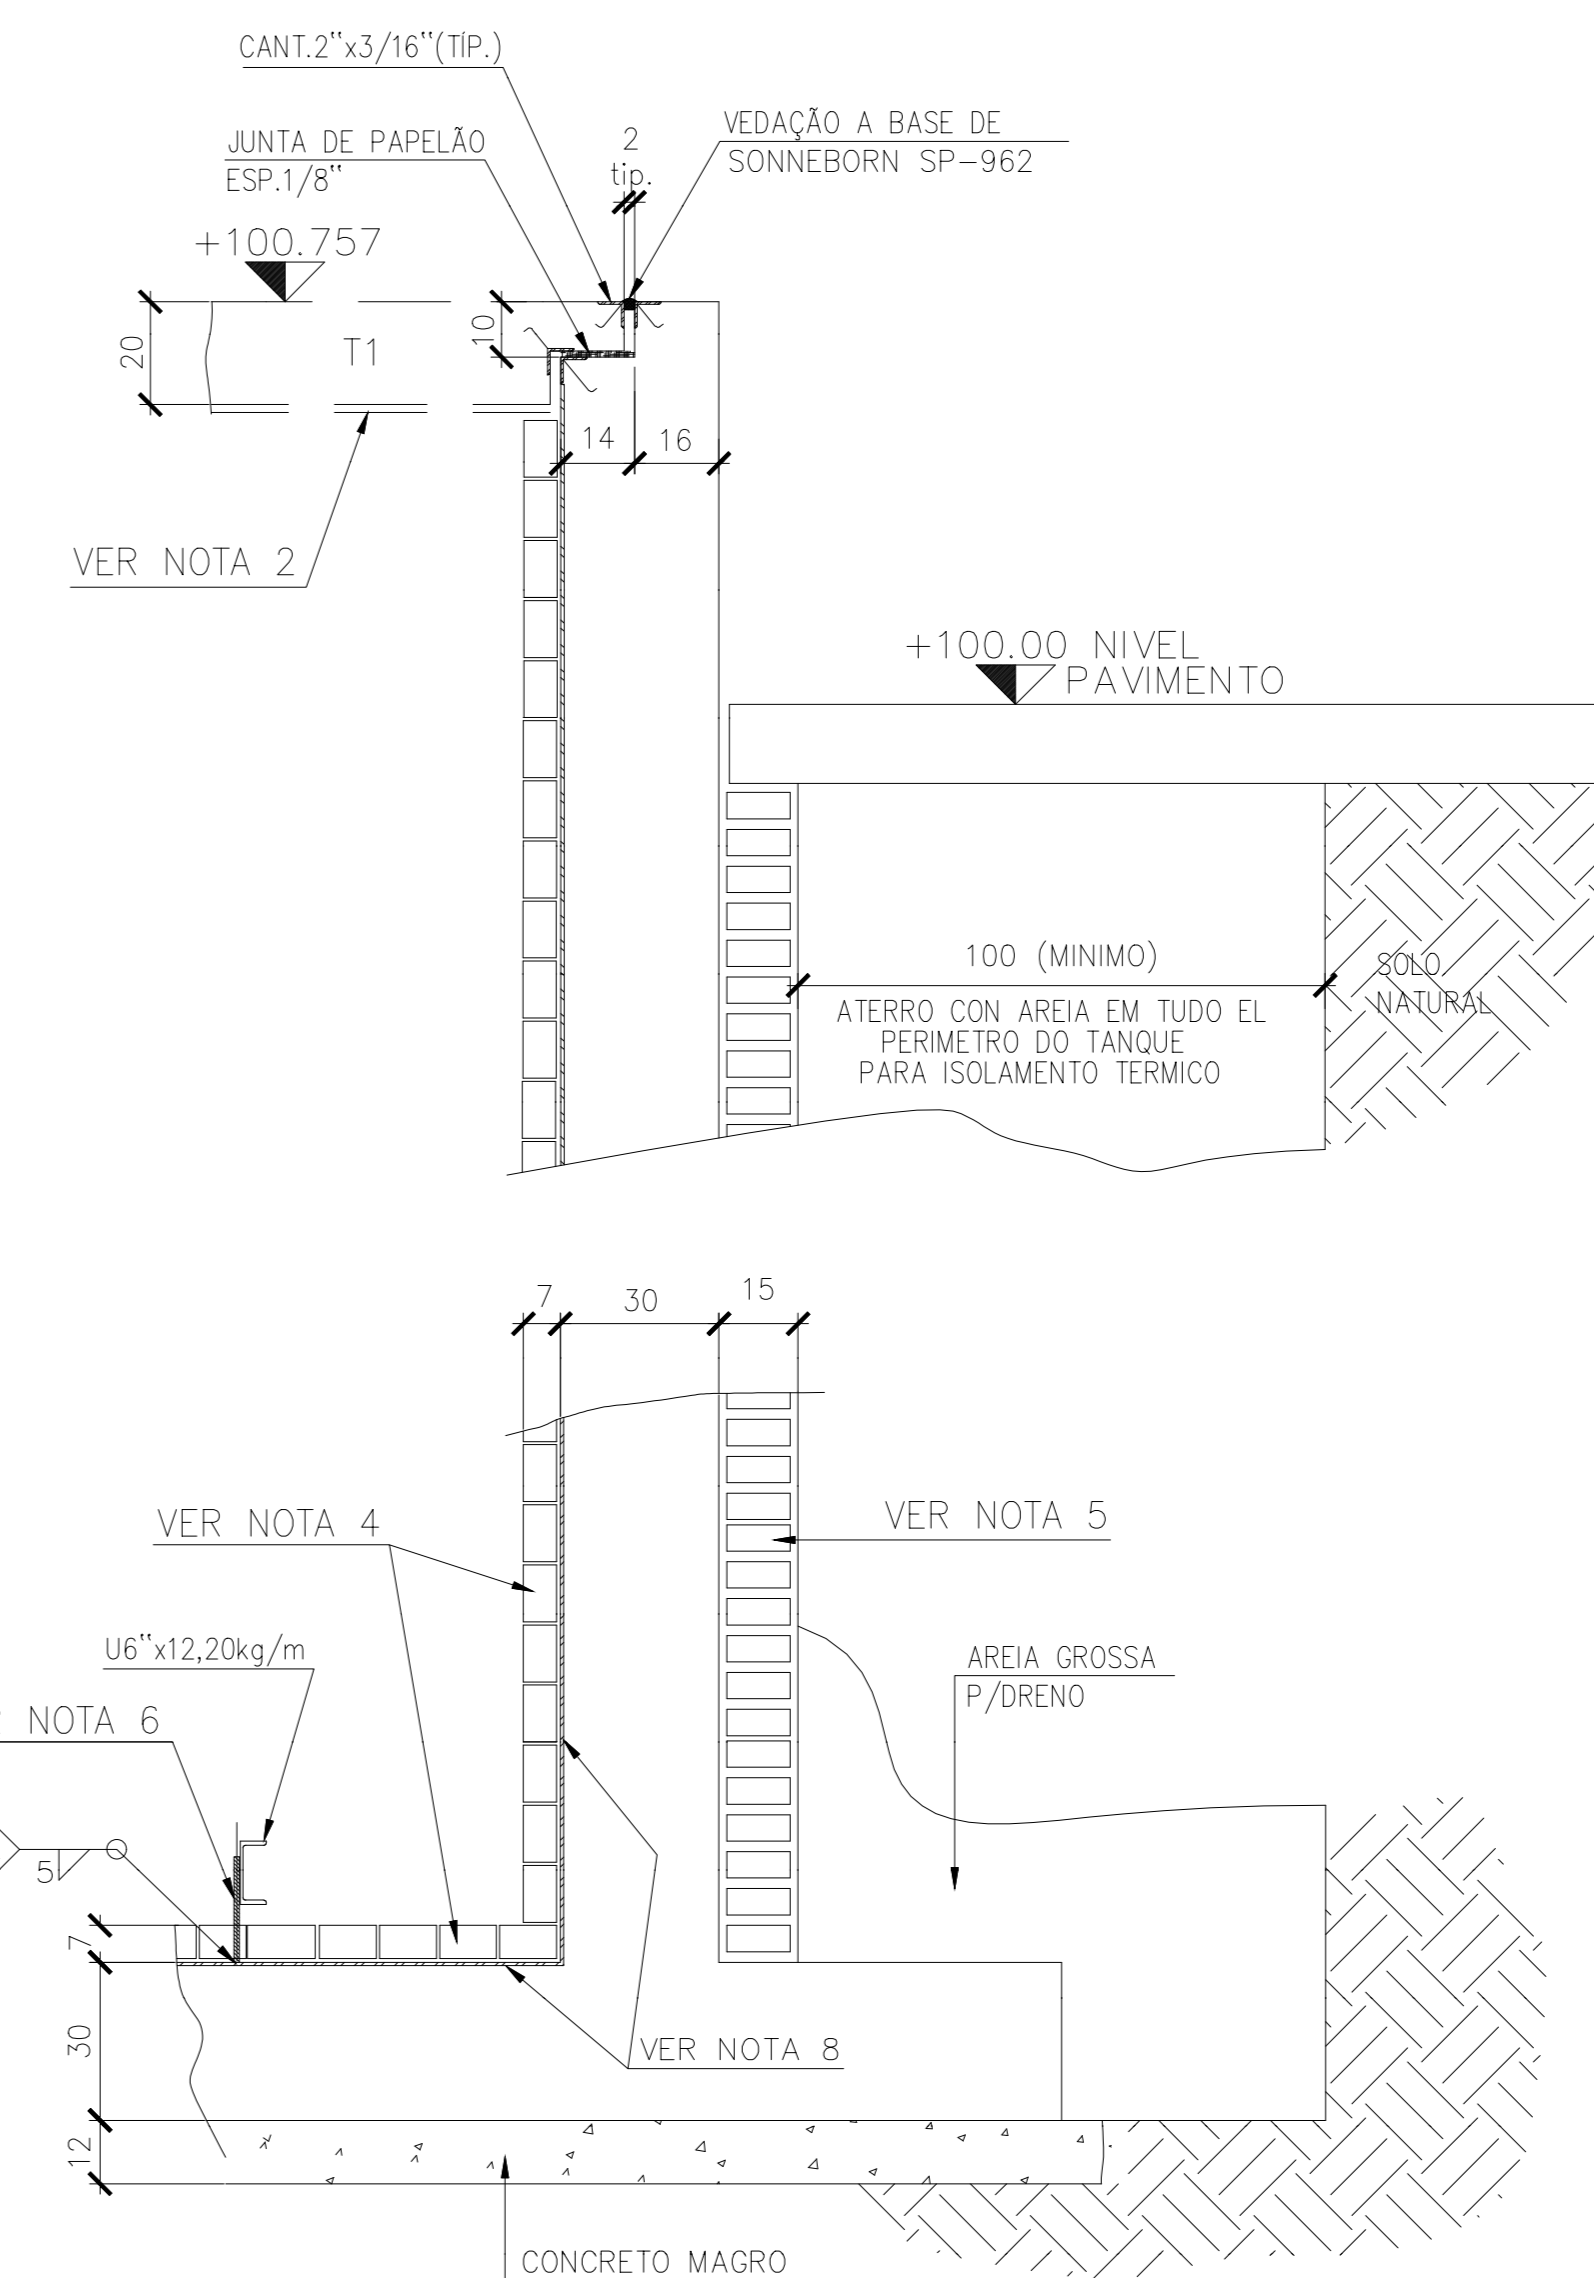 CANT.2"x3/16"(TÍP.)
JUNTA DE PAPELÃO
ESP.1/8"
2
tip.
VEDAÇÃO A BASE DE
SONNEBORN SP-962
+100.757
20
T1
10
14
16
VER NOTA 2
+100.00 NIVEL
PAVIMENTO
100 (MINIMO)
SOLO
NATURAL
ATERRO CON AREIA EM TUDO EL
PERIMETRO DO TANQUE
PARA ISOLAMENTO TERMICO
7
30
15
VER NOTA 4
VER NOTA 5
U6"x12,20kg/m
NOTA 6
AREIA GROSSA
P/DRENO
5
7
30
VER NOTA 8
12
CONCRETO MAGRO